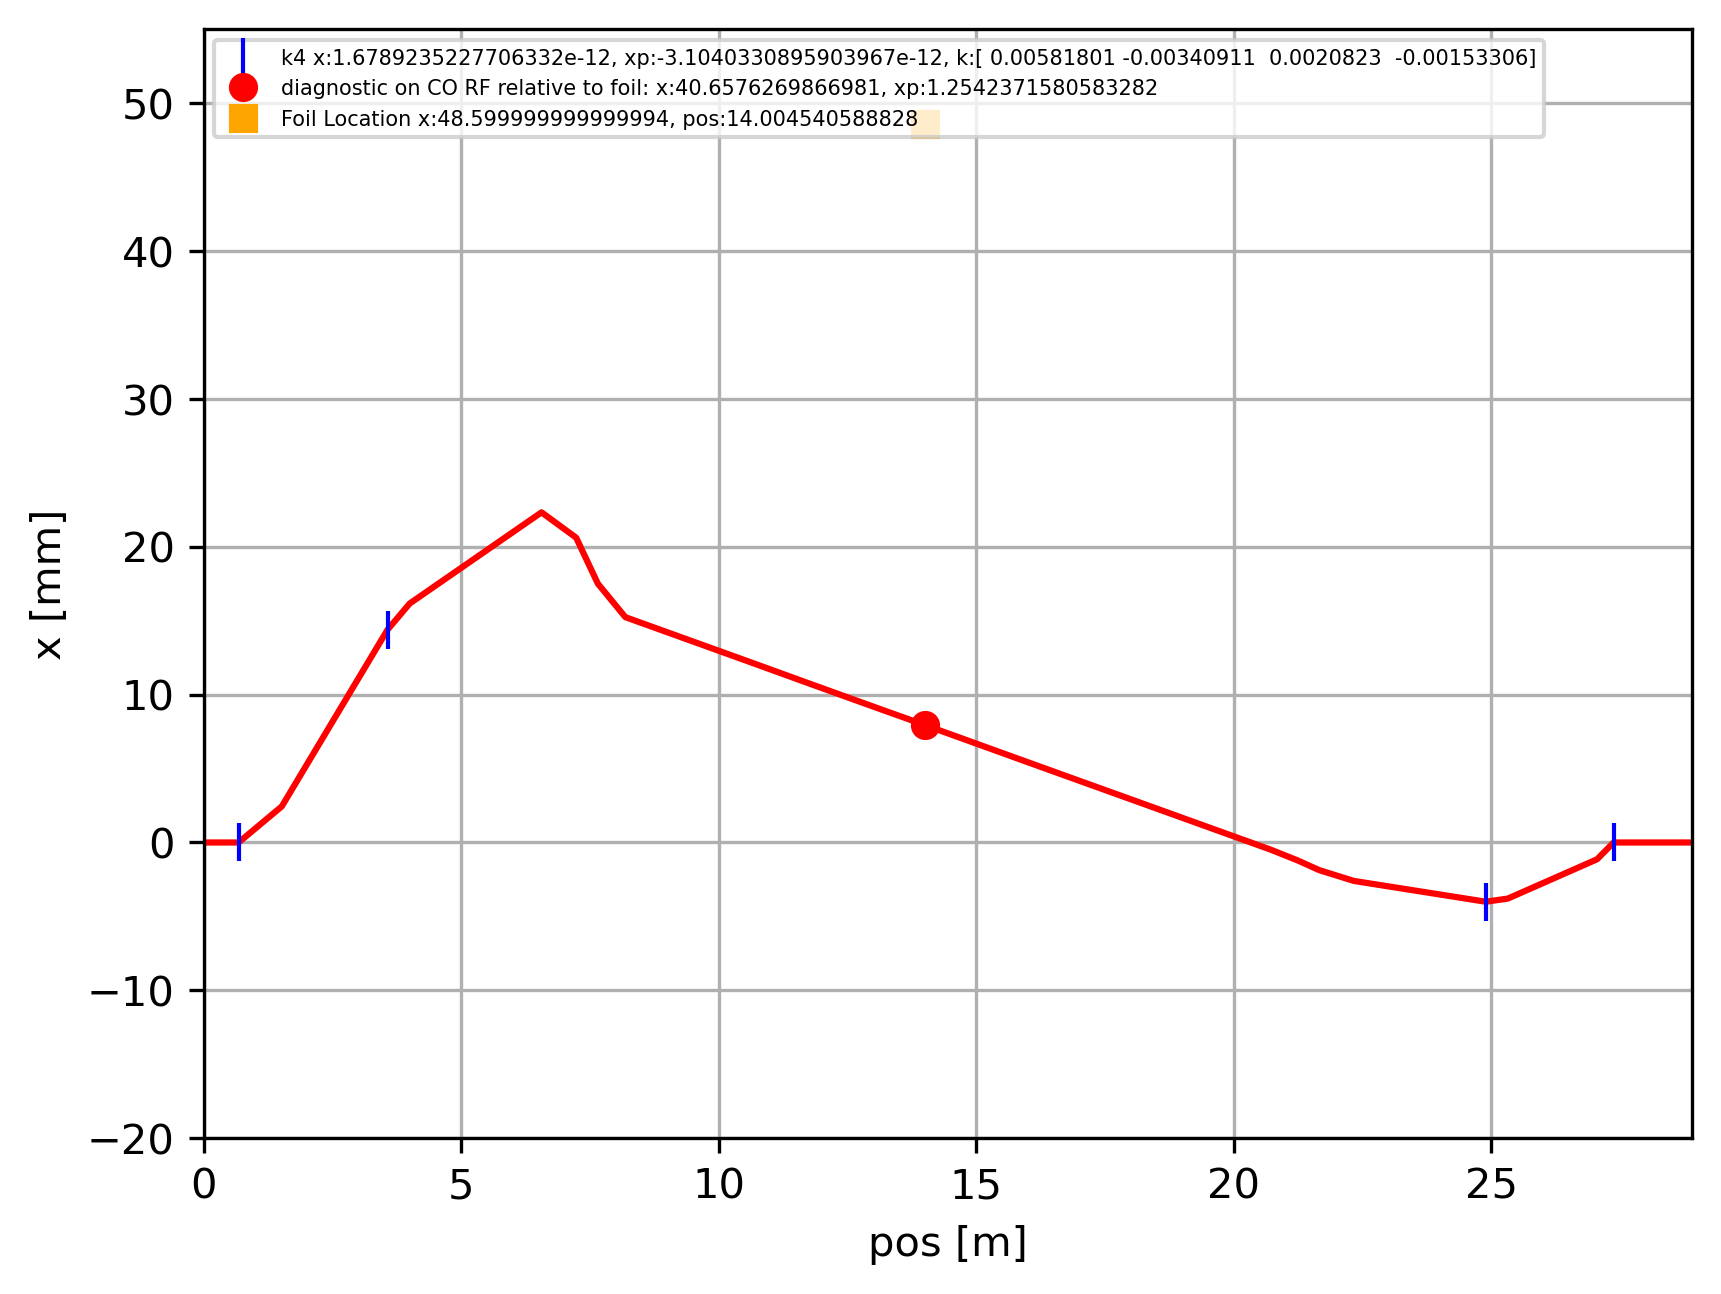 k4 x:1.6789235227706332e-12, xp:-3.1040330895903967e-12, k:[ 0.00581801 -0.00340911  0.0020823  -0.00153306]
diagnostic on CO RF relative to foil: x:40.6576269866981, xp:1.2542371580583282
Foil Location x:48.599999999999994, pos:14.004540588828
50
40
30
20
10
0
−10
−20
x [mm]
0 5 10 15 20 25
pos [m]